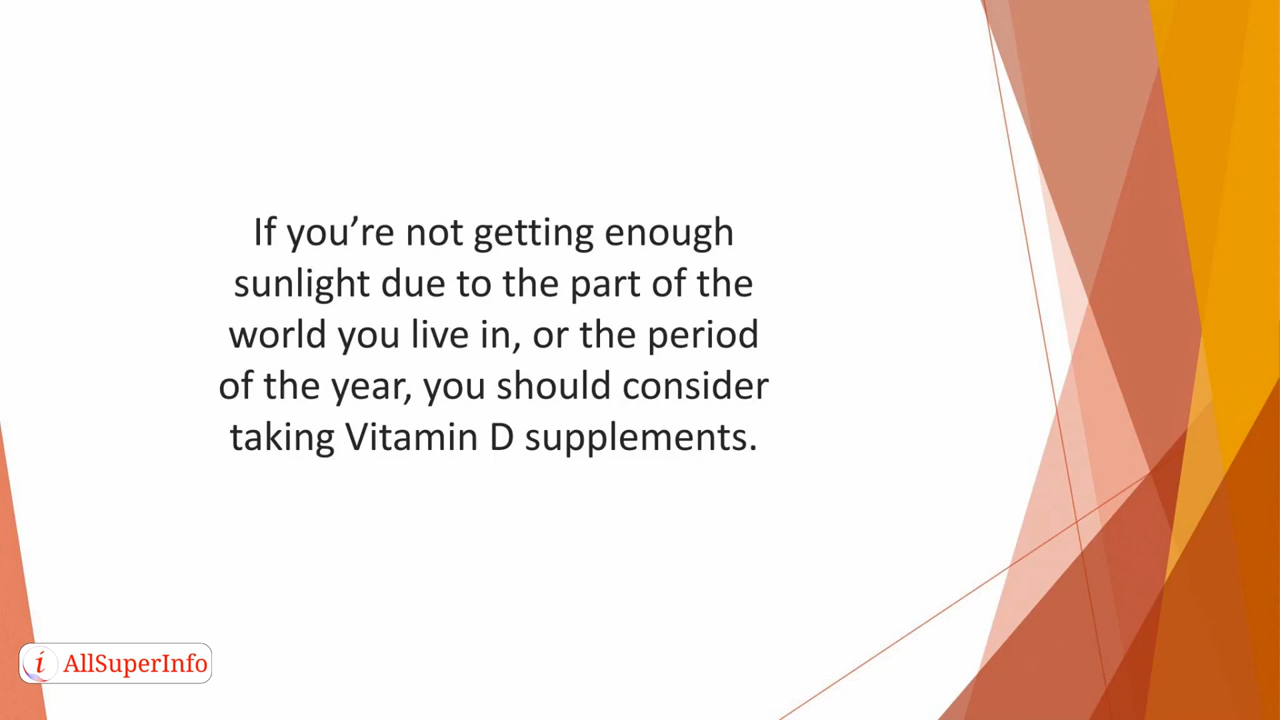 If you’re not getting enough
sunlight due to the part of the
world you live in, or the period
of the year, you should consider
taking Vitamin D supplements.
i AllSuperInfo